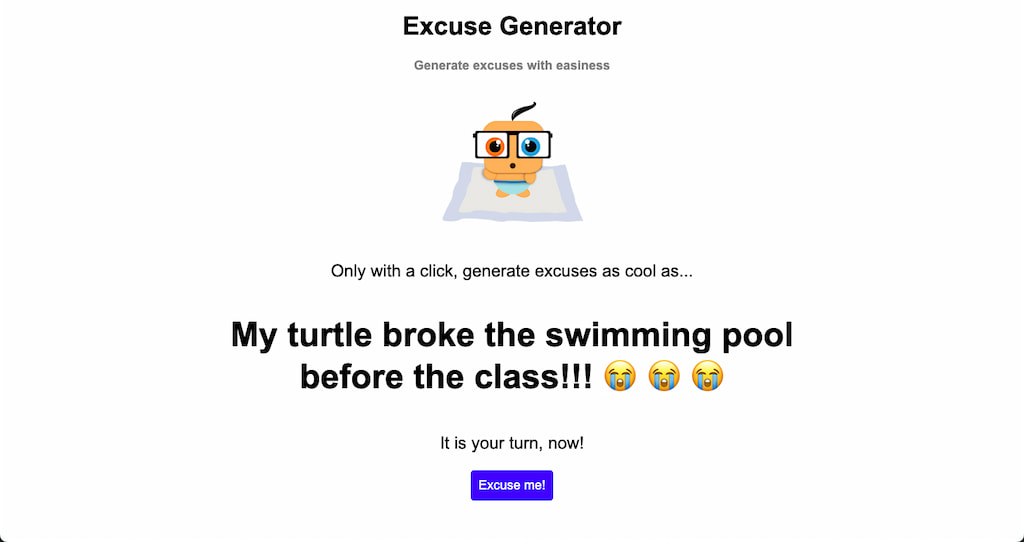 Excuse Generator
Generate excuses with easiness
Only with a click, generate excuses as cool as...
My turtle broke the swimming pool
before the class!!! 😭 😭 😭
It is your turn, now!
Excuse me!